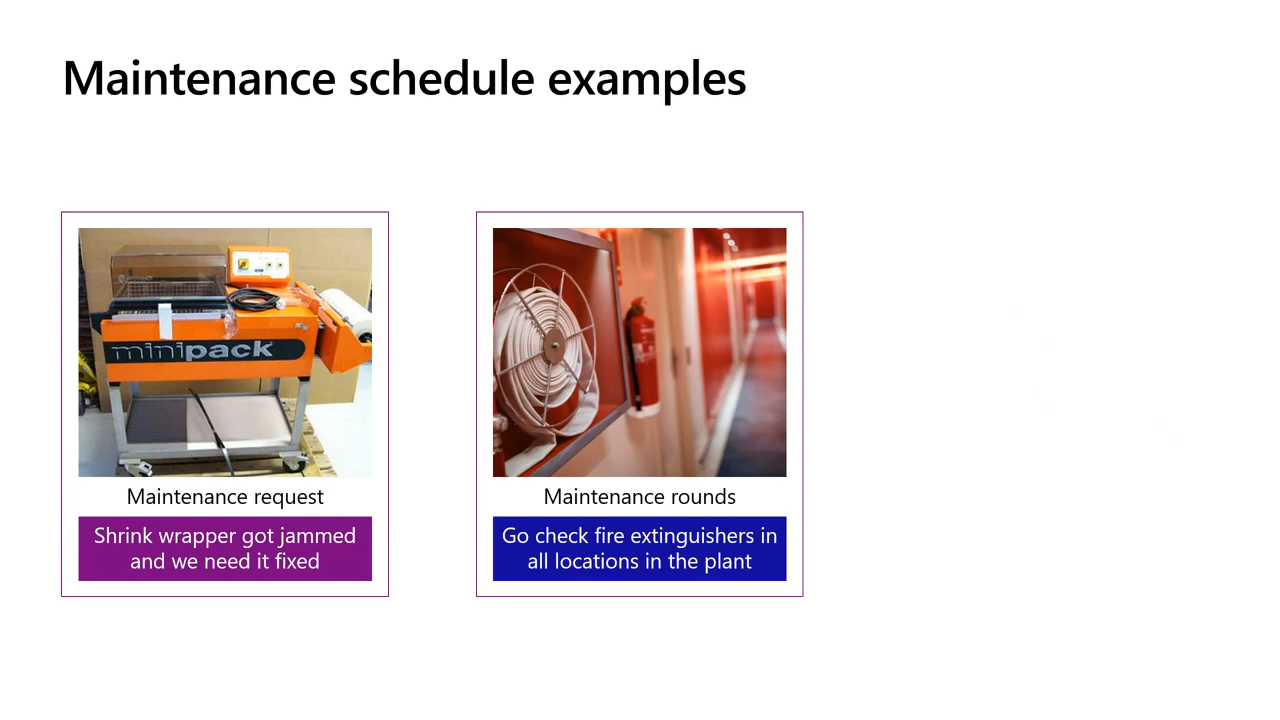 Maintenance schedule examples
minipack
Maintenance request
Shrink wrapper got jammed
and we need it fixed
Maintenance rounds
Go check fire extinguishers in
all locations in the plant